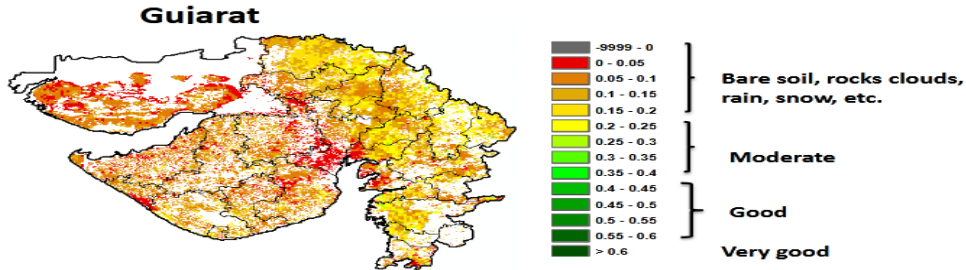 Gujarat
-9999 - 0
0 - 0.05
0.05 - 0.1
0.1 - 0.15
0.15 - 0.2
0.2 - 0.25
0.25 - 0.3
0.3 - 0.35
0.35 - 0.4
0.4 - 0.45
0.45 - 0.5
0.5 - 0.55
0.55 - 0.6
> 0.6
Bare soil, rocks clouds,
rain, snow, etc.
Moderate
Good
Very good